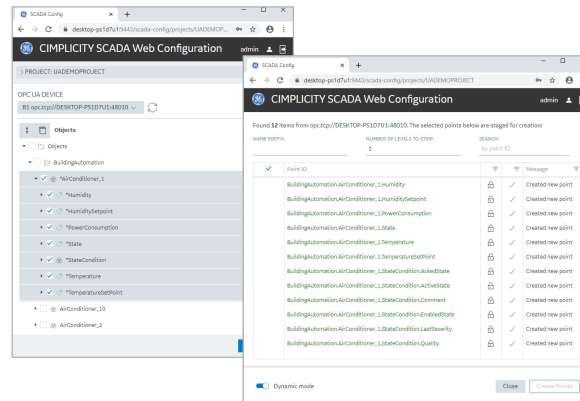 SCADA Config
desktop-ps1d7u1:9443/scada-config/projects/UADEMOP...
CIMPLICITY SCADA Web Configuration
admin
PROJECT: UADEMOPROJECT
OPC UA DEVICE
B1 opc.tcp://DESKTOP-PS1D7U1:48010
Objects
Objects
BuildingAutomation
*AirConditioner_1
*Humidity
*HumiditySetpoint
*PowerConsumption
*State
*StateCondition
*Temperature
*TemperatureSetPoint
AirConditioner_10
AirConditioner_2
SCADA Config
desktop-ps1d7u1:9443/scada-config/projects/UADEMOPROJECT
CIMPLICITY SCADA Web Configuration
admin
Found 12 items from opc.tcp://DESKTOP-PS1D7U1:48010. The selected points below are staged for creation:
NAME PREFIX: NUMBER OF LEVELS TO STRIP: SEARCH:
1 by point ID
Point ID Message
BuildingAutomation.AirConditioner_1.Humidity Created new point
BuildingAutomation.AirConditioner_1.HumiditySetpoint Created new point
BuildingAutomation.AirConditioner_1.PowerConsumption Created new point
BuildingAutomation.AirConditioner_1.State Created new point
BuildingAutomation.AirConditioner_1.Temperature Created new point
BuildingAutomation.AirConditioner_1.TemperatureSetPoint Created new point
BuildingAutomation.AirConditioner_1.StateCondition.AckedState Created new point
BuildingAutomation.AirConditioner_1.StateCondition.ActiveState Created new point
BuildingAutomation.AirConditioner_1.StateCondition.Comment Created new point
BuildingAutomation.AirConditioner_1.StateCondition.EnabledState Created new point
BuildingAutomation.AirConditioner_1.StateCondition.LastSeverity Created new point
BuildingAutomation.AirConditioner_1.StateCondition.Quality Created new point
Dynamic mode Close Create Points